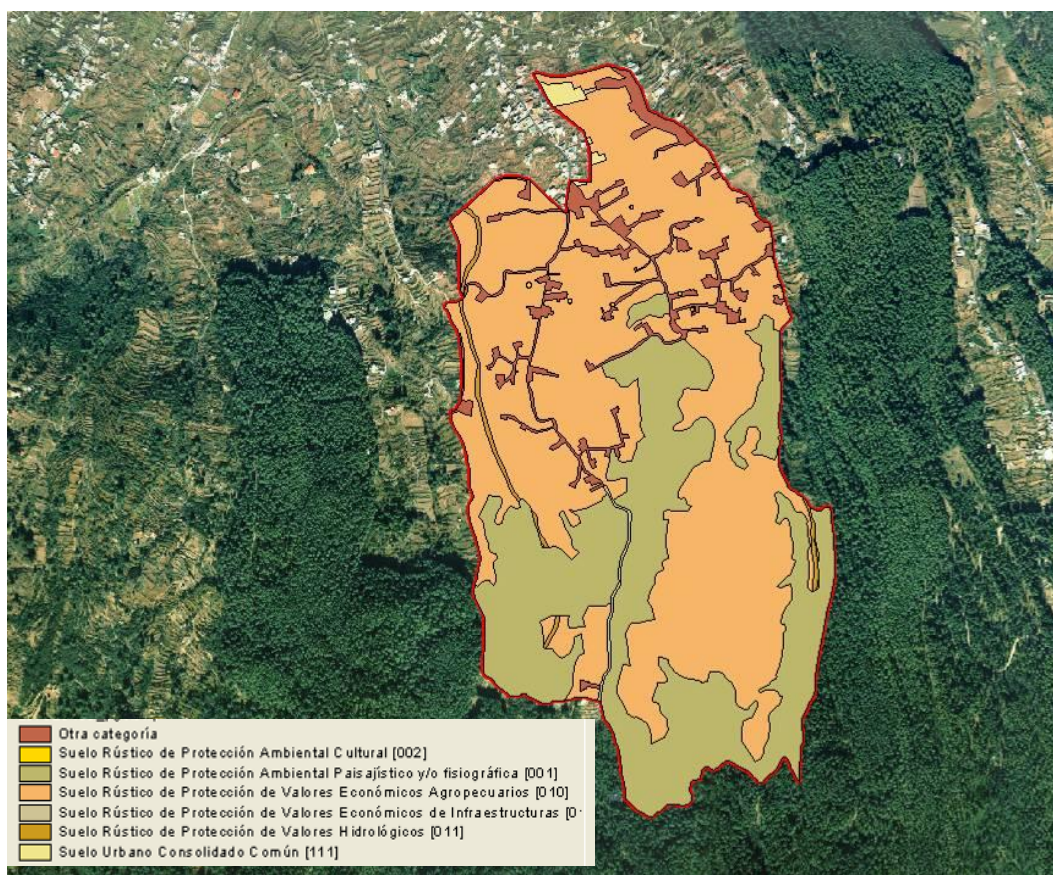 Otra categoría
Suelo Rústico de Protección Ambiental Cultural [002]
Suelo Rústico de Protección Ambiental Paisajístico y/o fisiográfica [001]
Suelo Rústico de Protección de Valores Económicos Agropecuarios [010]
Suelo Rústico de Protección de Valores Económicos de Infraestructuras [0
Suelo Rústico de Protección de Valores Hidrológicos [011]
Suelo Urbano Consolidado Común [111]